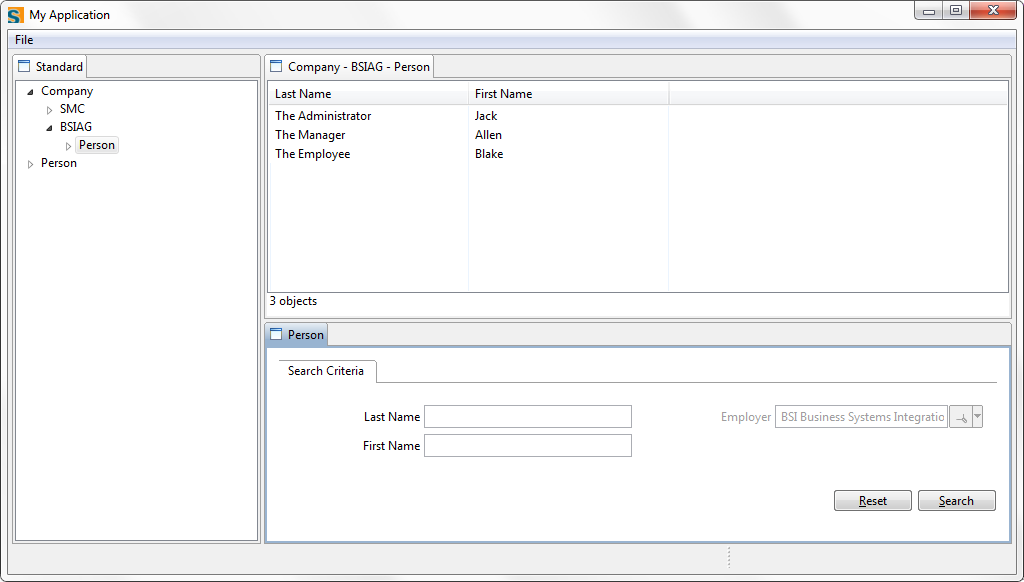 My Application
File
Standard
Company
SMC
BSIAG
Person
Person
Company - BSIAG - Person
Last Name First Name
The Administrator Jack
The Manager Allen
The Employee Blake
3 objects
Person
Search Criteria
Last Name
Employer BSI Business Systems Integratio
First Name
Reset Search